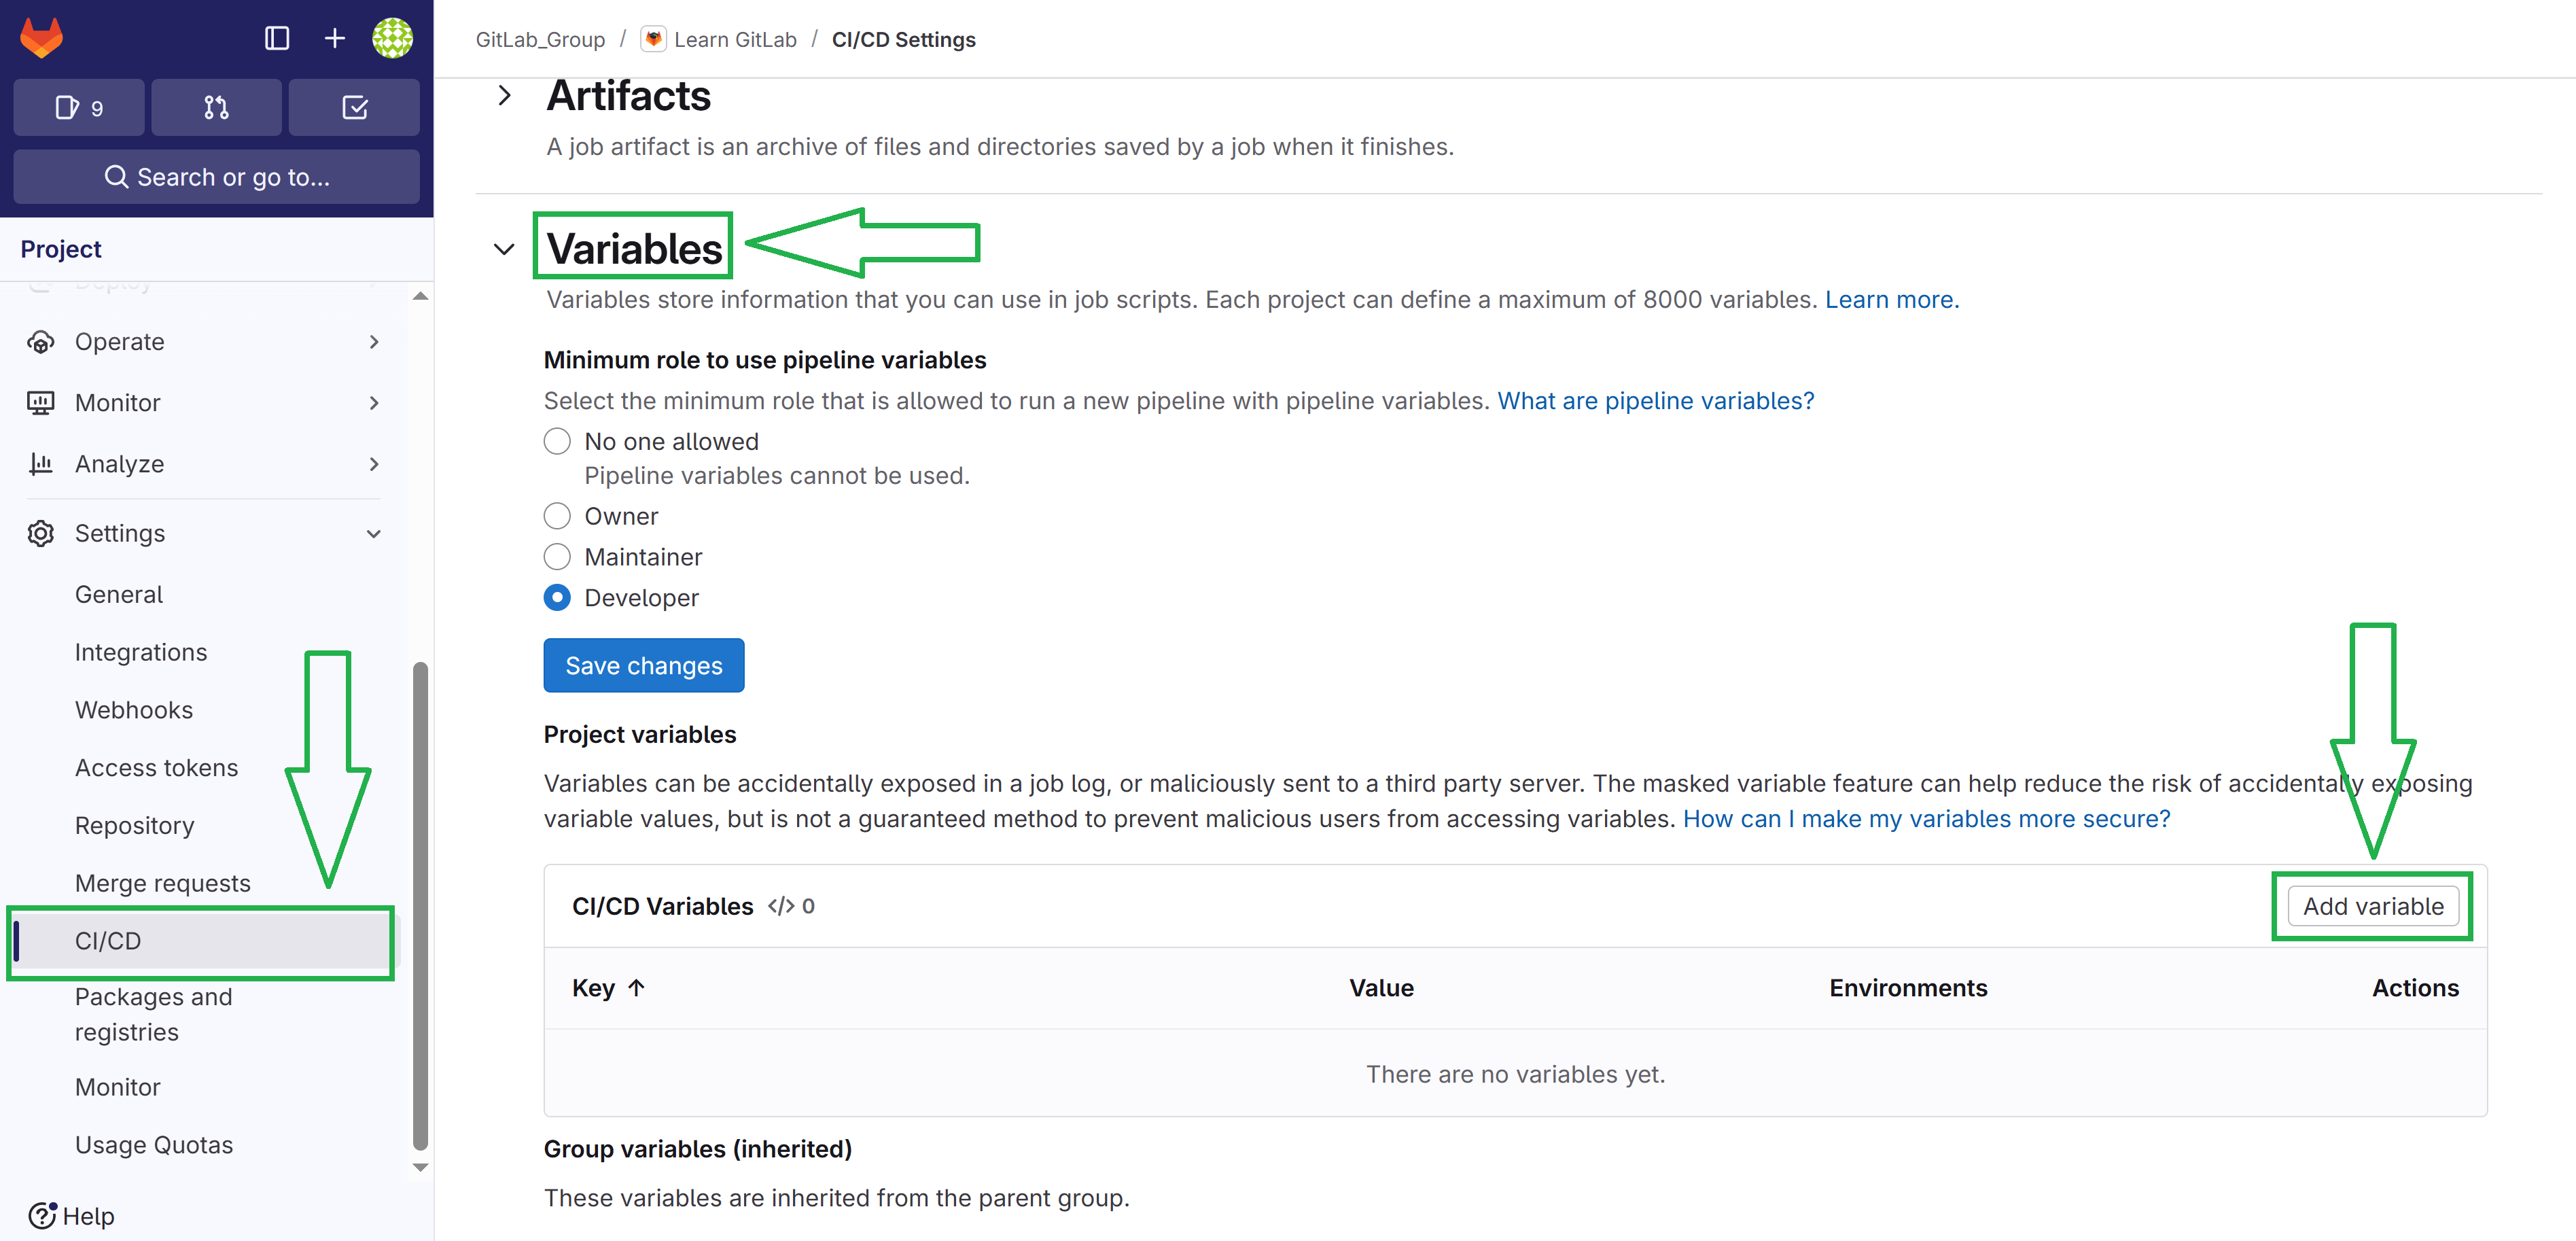 GitLab_Group / Learn GitLab / CI/CD Settings
9
Search or go to...
Project
Deploy
Operate
Monitor
Analyze
Settings
General
Integrations
Webhooks
Access tokens
Repository
Merge requests
CI/CD
Packages and
registries
Monitor
Usage Quotas
Help
Artifacts
A job artifact is an archive of files and directories saved by a job when it finishes.
Variables
Variables store information that you can use in job scripts. Each project can define a maximum of 8000 variables. Learn more.
Minimum role to use pipeline variables
Select the minimum role that is allowed to run a new pipeline with pipeline variables. What are pipeline variables?
No one allowed
Pipeline variables cannot be used.
Owner
Maintainer
Developer
Save changes
Project variables
Variables can be accidentally exposed in a job log, or maliciously sent to a third party server. The masked variable feature can help reduce the risk of accidentally exposing
variable values, but is not a guaranteed method to prevent malicious users from accessing variables. How can I make my variables more secure?
CI/CD Variables </> 0
Add variable
Key ↑ Value Environments Actions
There are no variables yet.
Group variables (inherited)
These variables are inherited from the parent group.